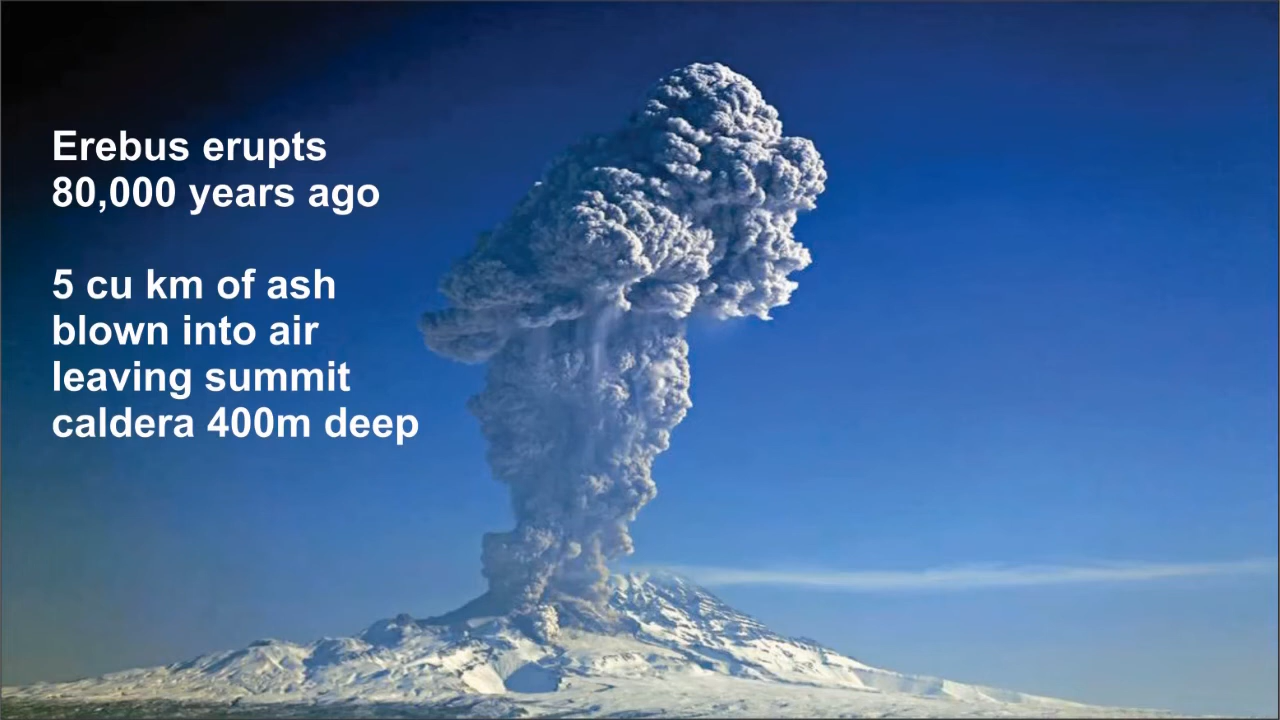 Erebus erupts
80,000 years ago
5 cu km of ash
blown into air
leaving summit
caldera 400m deep